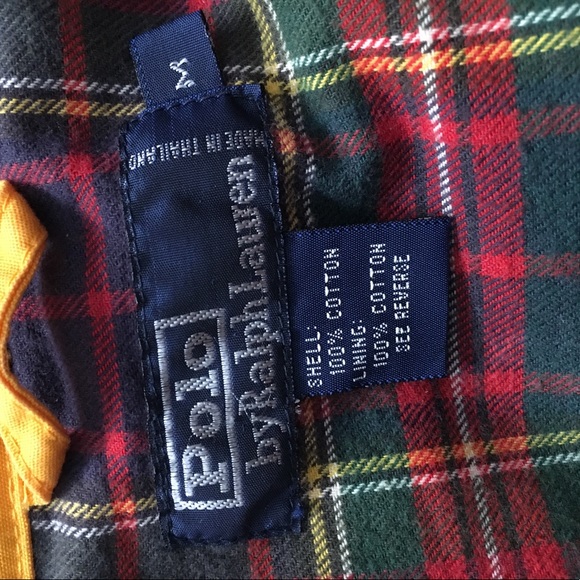 M
Polo
by Ralph Lauren
MADE IN THAILAND
SHELL:
100% COTTON
LINING:
100% COTTON
SEE REVERSE